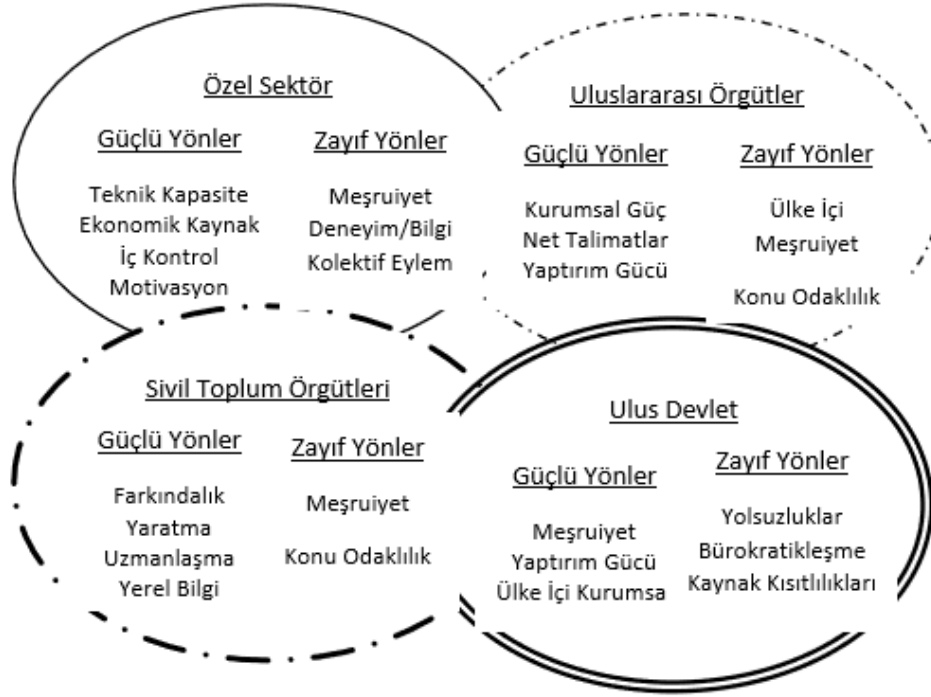 Özel Sektör
Güçlü Yönler
Teknik Kapasite
Ekonomik Kaynak
İç Kontrol
Motivasyon
Zayıf Yönler
Meşruiyet
Deneyim/Bilgi
Kolektif Eylem
Uluslararası Örgütler
Güçlü Yönler
Kurumsal Güç
Net Talimatlar
Yaptırım Gücü
Zayıf Yönler
Ülke İçi
Meşruiyet
Konu Odaklılık
Sivil Toplum Örgütleri
Güçlü Yönler
Farkındalık
Yaratma
Uzmanlaşma
Yerel Bilgi
Zayıf Yönler
Meşruiyet
Konu Odaklılık
Ulus Devlet
Güçlü Yönler
Meşruiyet
Yaptırım Gücü
Ülke İçi Kurumsa
Zayıf Yönler
Yolsuzluklar
Bürokratikleşme
Kaynak Kısıtlılıkları